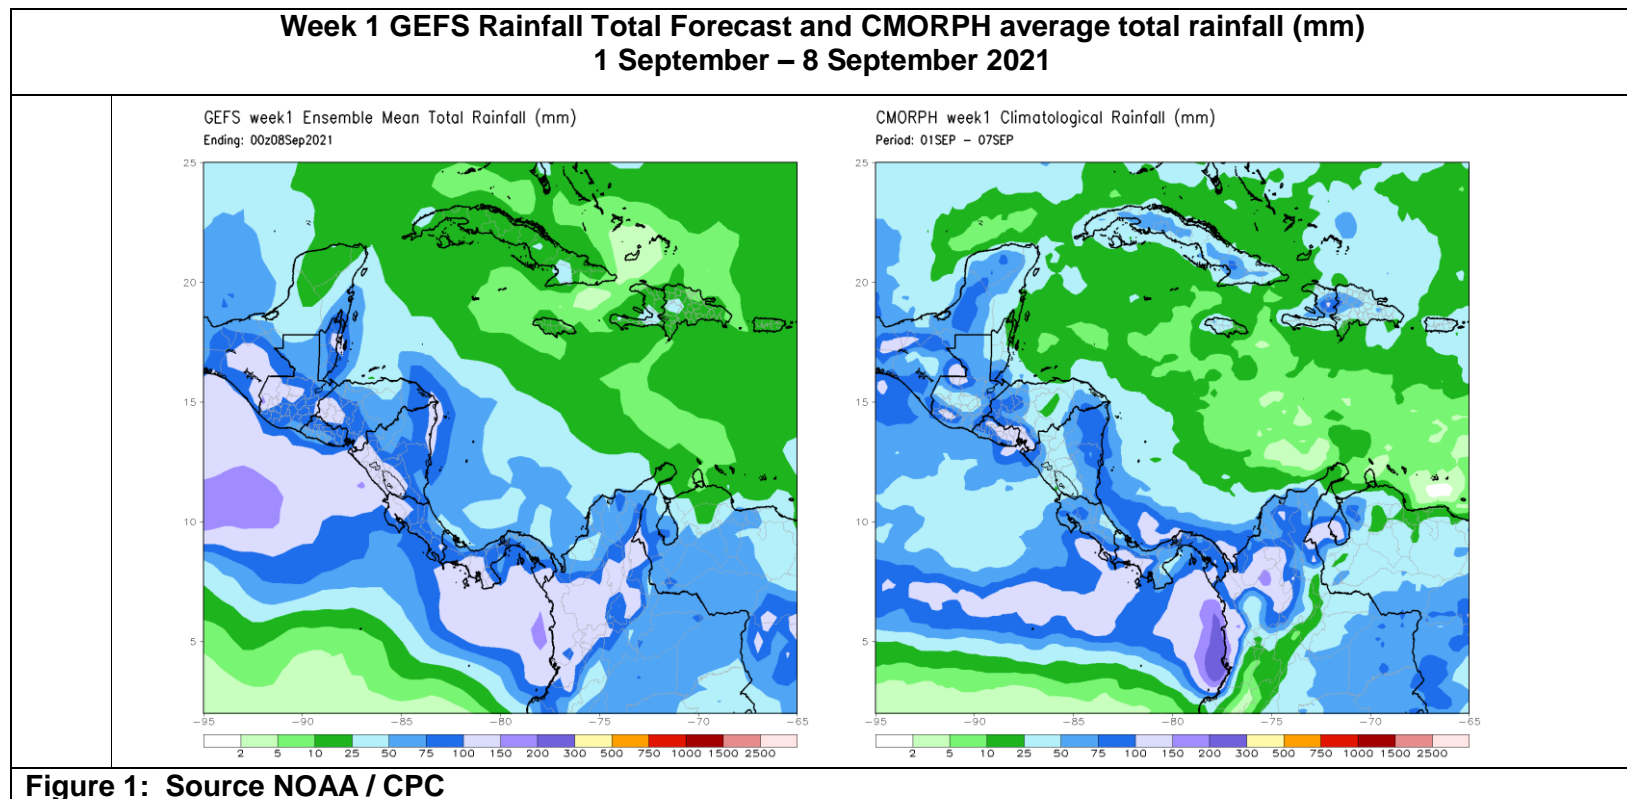 Week 1 GEFS Rainfall Total Forecast and CMORPH average total rainfall (mm)
1 September – 8 September 2021
GEFS week1 Ensemble Mean Total Rainfall (mm)
Ending: 00z08Sep2021
25
20
15
10
5
-95 -90 -85 -80 -75 -70 -65
2 5 10 25 50 75 100 150 200 300 500 750 1000 1500 2500
CMORPH week1 Climatological Rainfall (mm)
Period: 01SEP - 07SEP
25
20
15
10
5
-95 -90 -85 -80 -75 -70 -65
2 5 10 25 50 75 100 150 200 300 500 750 1000 1500 2500
Figure 1: Source NOAA / CPC